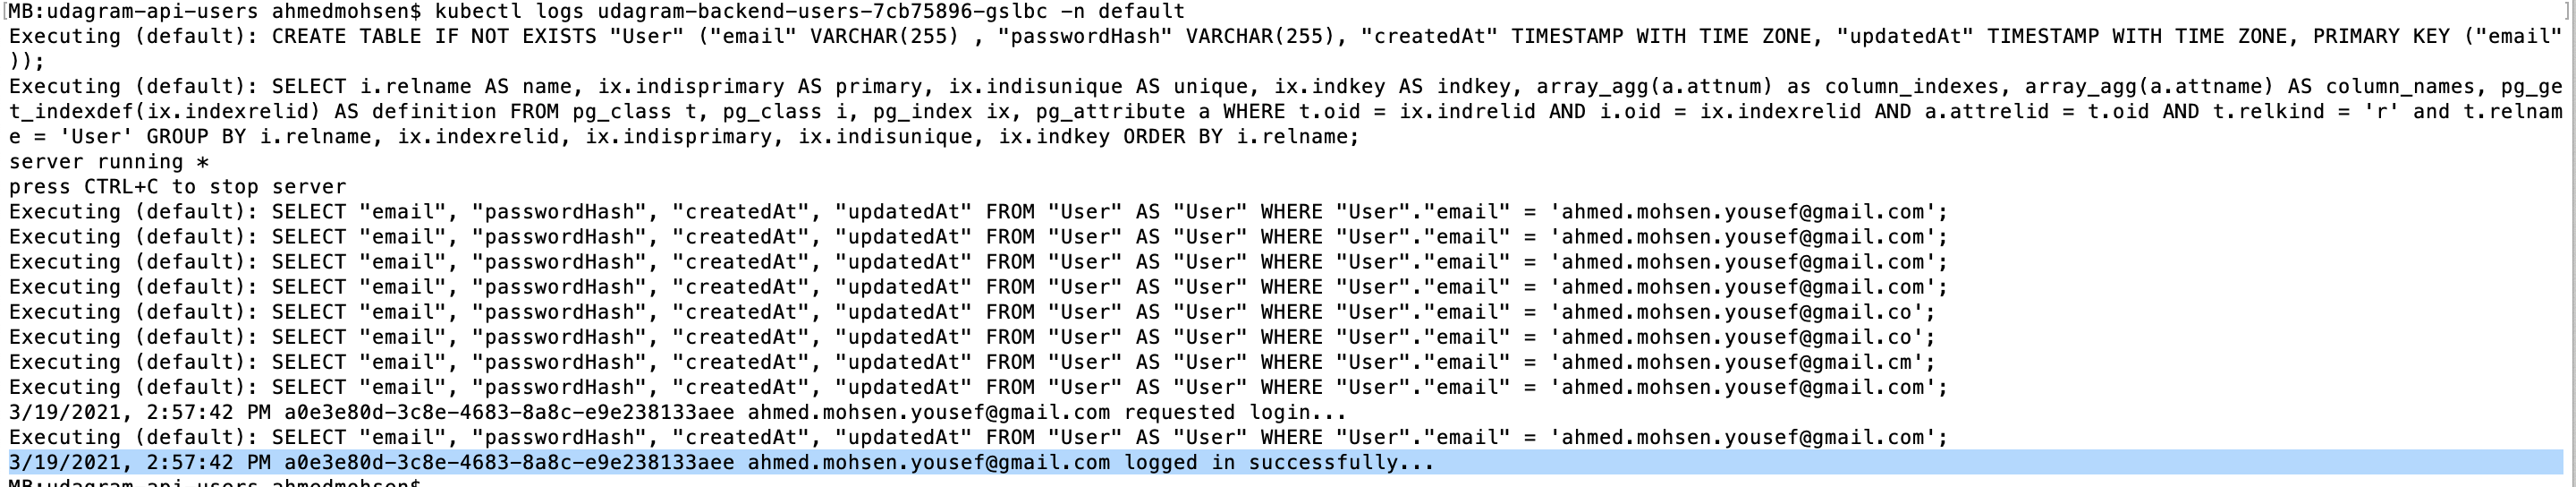 [MB:udagram-api-users ahmedmohsen$ kubectl logs udagram-backend-users-7cb75896-gslbc -n default ]
Executing (default): CREATE TABLE IF NOT EXISTS "User" ("email" VARCHAR(255) , "passwordHash" VARCHAR(255), "createdAt" TIMESTAMP WITH TIME ZONE, "updatedAt" TIMESTAMP WITH TIME ZONE, PRIMARY KEY ("email"
));
Executing (default): SELECT i.relname AS name, ix.indisprimary AS primary, ix.indisunique AS unique, ix.indkey AS indkey, array_agg(a.attnum) as column_indexes, array_agg(a.attname) AS column_names, pg_ge
t_indexdef(ix.indexrelid) AS definition FROM pg_class t, pg_class i, pg_index ix, pg_attribute a WHERE t.oid = ix.indrelid AND i.oid = ix.indexrelid AND a.attrelid = t.oid AND t.relkind = 'r' and t.relnam
e = 'User' GROUP BY i.relname, ix.indexrelid, ix.indisprimary, ix.indisunique, ix.indkey ORDER BY i.relname;
server running *
press CTRL+C to stop server
Executing (default): SELECT "email", "passwordHash", "createdAt", "updatedAt" FROM "User" AS "User" WHERE "User"."email" = 'ahmed.mohsen.yousef@gmail.com';
Executing (default): SELECT "email", "passwordHash", "createdAt", "updatedAt" FROM "User" AS "User" WHERE "User"."email" = 'ahmed.mohsen.yousef@gmail.com';
Executing (default): SELECT "email", "passwordHash", "createdAt", "updatedAt" FROM "User" AS "User" WHERE "User"."email" = 'ahmed.mohsen.yousef@gmail.com';
Executing (default): SELECT "email", "passwordHash", "createdAt", "updatedAt" FROM "User" AS "User" WHERE "User"."email" = 'ahmed.mohsen.yousef@gmail.com';
Executing (default): SELECT "email", "passwordHash", "createdAt", "updatedAt" FROM "User" AS "User" WHERE "User"."email" = 'ahmed.mohsen.yousef@gmail.co';
Executing (default): SELECT "email", "passwordHash", "createdAt", "updatedAt" FROM "User" AS "User" WHERE "User"."email" = 'ahmed.mohsen.yousef@gmail.co';
Executing (default): SELECT "email", "passwordHash", "createdAt", "updatedAt" FROM "User" AS "User" WHERE "User"."email" = 'ahmed.mohsen.yousef@gmail.cm';
Executing (default): SELECT "email", "passwordHash", "createdAt", "updatedAt" FROM "User" AS "User" WHERE "User"."email" = 'ahmed.mohsen.yousef@gmail.com';
3/19/2021, 2:57:42 PM a0e3e80d-3c8e-4683-8a8c-e9e238133aee ahmed.mohsen.yousef@gmail.com requested login...
Executing (default): SELECT "email", "passwordHash", "createdAt", "updatedAt" FROM "User" AS "User" WHERE "User"."email" = 'ahmed.mohsen.yousef@gmail.com';
3/19/2021, 2:57:42 PM a0e3e80d-3c8e-4683-8a8c-e9e238133aee ahmed.mohsen.yousef@gmail.com logged in successfully...
MB:udagram-api-users ahmedmohsen$